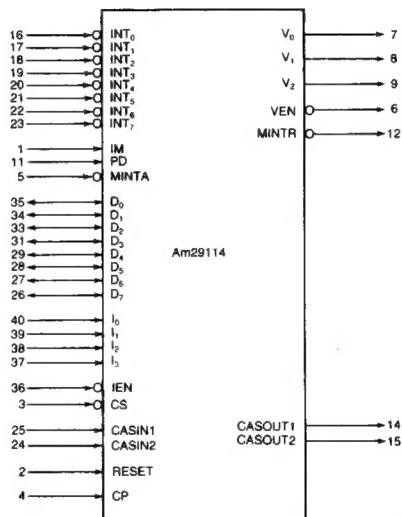 16 INT₀ V₀ 7
17 INT₁ V₁ 8
18 INT₂
19 INT₃ V₂ 9
20 INT₄
21 INT₅ VEN 6
22 INT₆
23 INT₇ MINTR 12
1 IM
11 PD
5 MINTA
35 D₀
34 D₁
33 D₂
31 D₃
29 D₄ Am29114
28 D₅
27 D₆
26 D₇
40 I₀
39 I₁
38 I₂
37 I₃
36 IEN
3 CS
25 CASIN1 CASOUT1 14
24 CASIN2 CASOUT2 15
2 RESET
4 CP